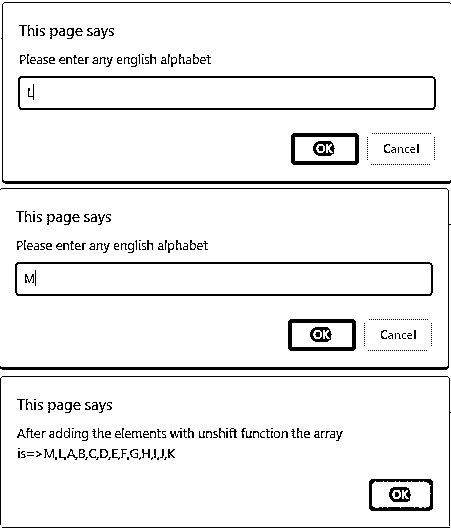 This page says
Please enter any english alphabet
L
OK Cancel
This page says
Please enter any english alphabet
M
OK Cancel
This page says
After adding the elements with unshift function the array
is=>M,L,A,B,C,D,E,F,G,H,I,J,K
OK